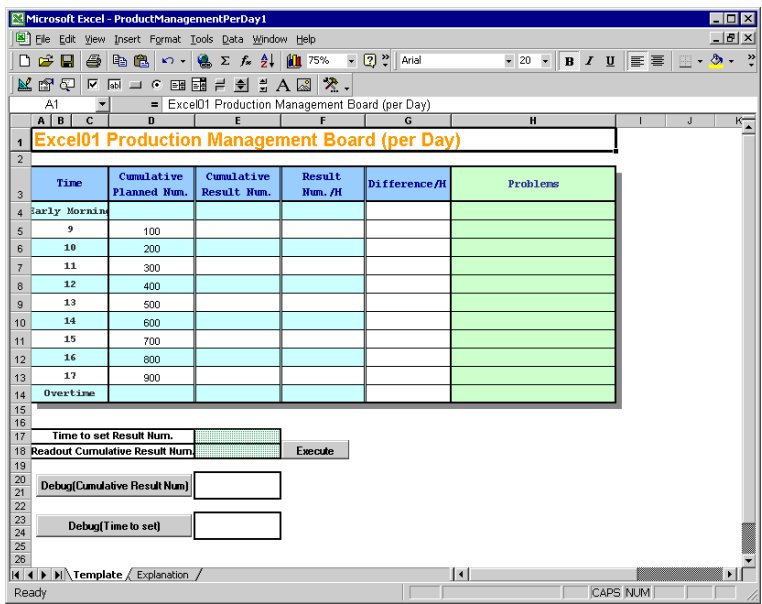 Microsoft Excel - ProductManagementPerDay1
File Edit View Insert Format Tools Data Window Help
75% Arial 20 B I U
A1 = Excel01 Production Management Board (per Day)
A B C D E F G H I J K
1 Excel01 Production Management Board (per Day)
2
3 Time Cumulative Planned Num. Cumulative Result Num. Result Num./H Difference/H Problems
4 Early Morning
5 9 100
6 10 200
7 11 300
8 12 400
9 13 500
10 14 600
11 15 700
12 16 800
13 17 900
14 Overtime
15
16
17 Time to set Result Num.
18 Readout Cumulative Result Num. Execute
19
20
21 Debug(Cumulative Result Num)
22
23
24 Debug(Time to set)
25
26
Template Explanation
Ready CAPS NUM